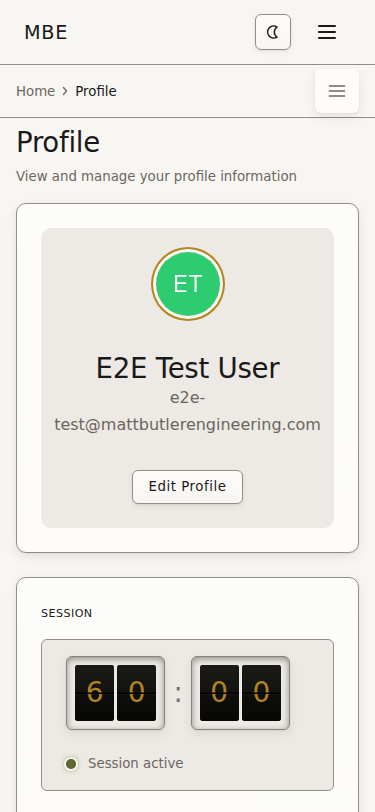 MBE
Home > Profile
Profile
View and manage your profile information
ET
E2E Test User
e2e-
test@mattbutlerengineering.com
Edit Profile
SESSION
60:00
Session active